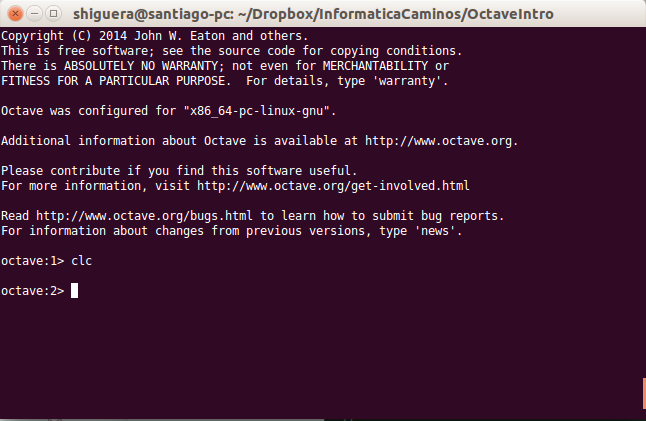 shiguera@santiago-pc: ~/Dropbox/InformaticaCaminos/OctaveIntro
Copyright (C) 2014 John W. Eaton and others.
This is free software; see the source code for copying conditions.
There is ABSOLUTELY NO WARRANTY; not even for MERCHANTABILITY or
FITNESS FOR A PARTICULAR PURPOSE.  For details, type 'warranty'.
Octave was configured for "x86_64-pc-linux-gnu".
Additional information about Octave is available at http://www.octave.org.
Please contribute if you find this software useful.
For more information, visit http://www.octave.org/get-involved.html
Read http://www.octave.org/bugs.html to learn how to submit bug reports.
For information about changes from previous versions, type 'news'.
octave:1> clc
octave:2>